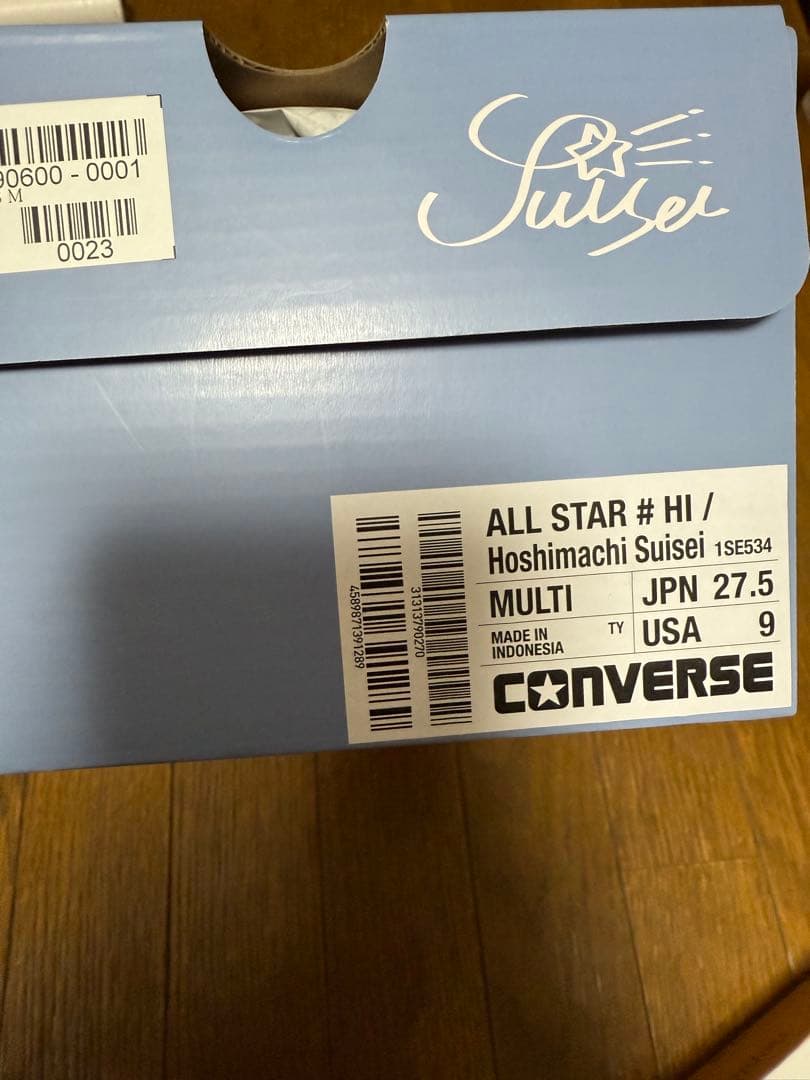 90600 - 0001
M
0023
Suisei
ALL STAR # HI /
Hoshimachi Suisei 1SE534
MULTI JPN 27.5
MADE IN INDONESIA TY USA 9
CONVERSE
4589871391289
31313790270